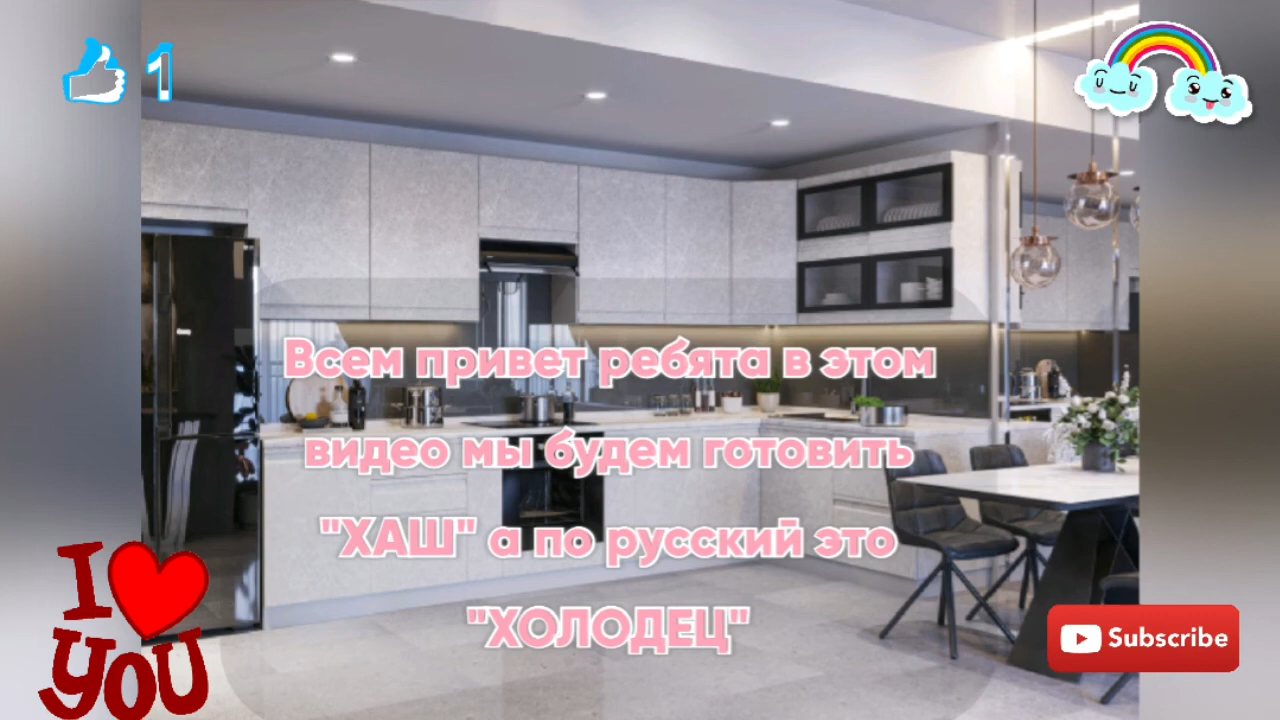 1
Всем привет ребята в этом
видео мы будем готовить
"ХАШ" а по русский это
"ХОЛОДЕЦ"
I
YOU
Subscribe